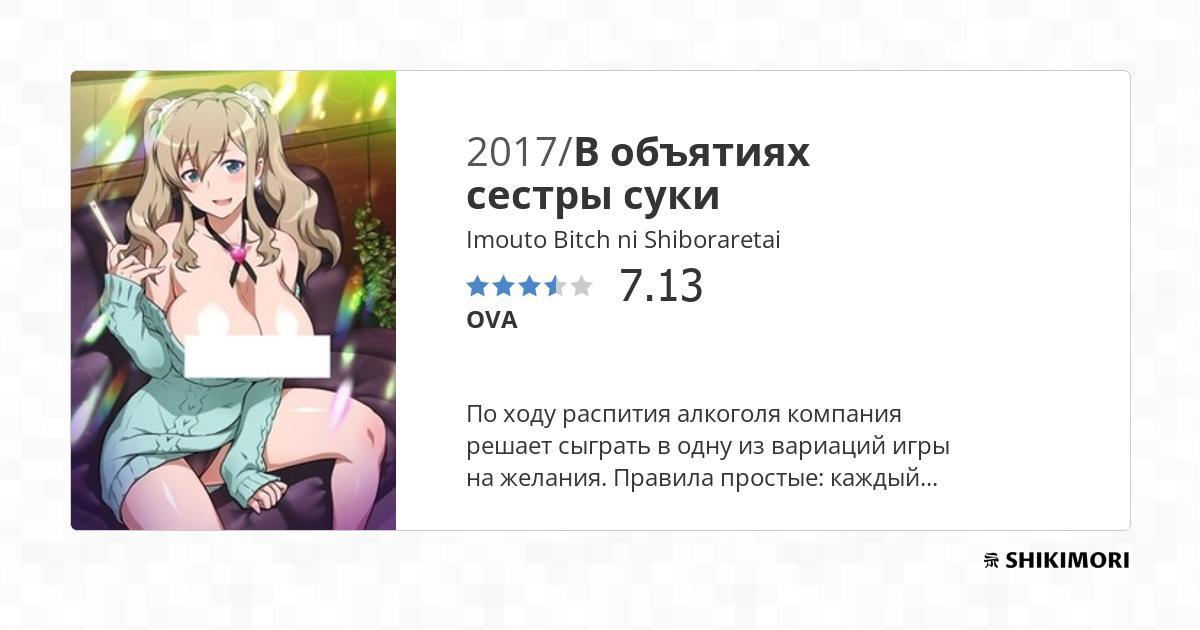 2017/В объятиях
сестры суки
Imouto Bitch ni Shiboraretai
7.13
OVA
По ходу распития алкоголя компания
решает сыграть в одну из вариаций игры
на желания. Правила простые: каждый...
SHIKIMORI